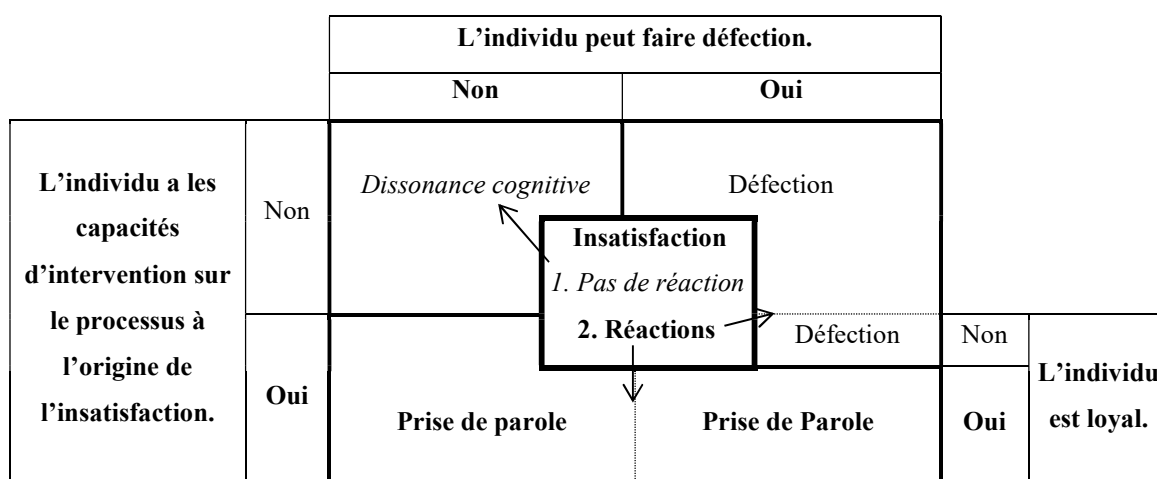 L'individu peut faire défection.
Non
Oui
L'individu a les
capacités
d'intervention sur
le processus à
l'origine de
l'insatisfaction.
Non
Dissonance cognitive
Défection
Insatisfaction
1. Pas de réaction
2. Réactions
Défection
Non
L'individu
est loyal.
Oui
Prise de parole
Prise de Parole
Oui